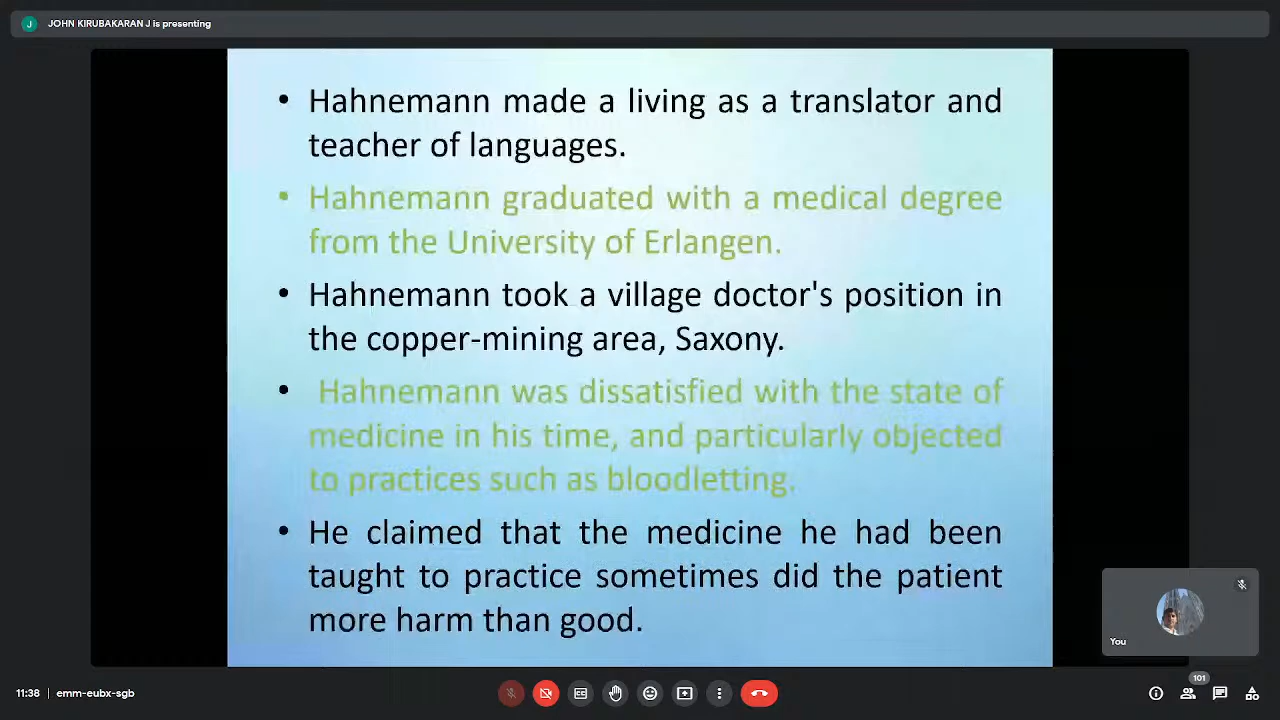 J JOHN KIRUBAKARAN J is presenting
• Hahnemann made a living as a translator and
teacher of languages.
• Hahnemann graduated with a medical degree
from the University of Erlangen.
• Hahnemann took a village doctor's position in
the copper-mining area, Saxony.
• Hahnemann was dissatisfied with the state of
medicine in his time, and particularly objected
to practices such as bloodletting.
• He claimed that the medicine he had been
taught to practice sometimes did the patient
more harm than good.
You
11:38 | emm-eubx-sgb
101